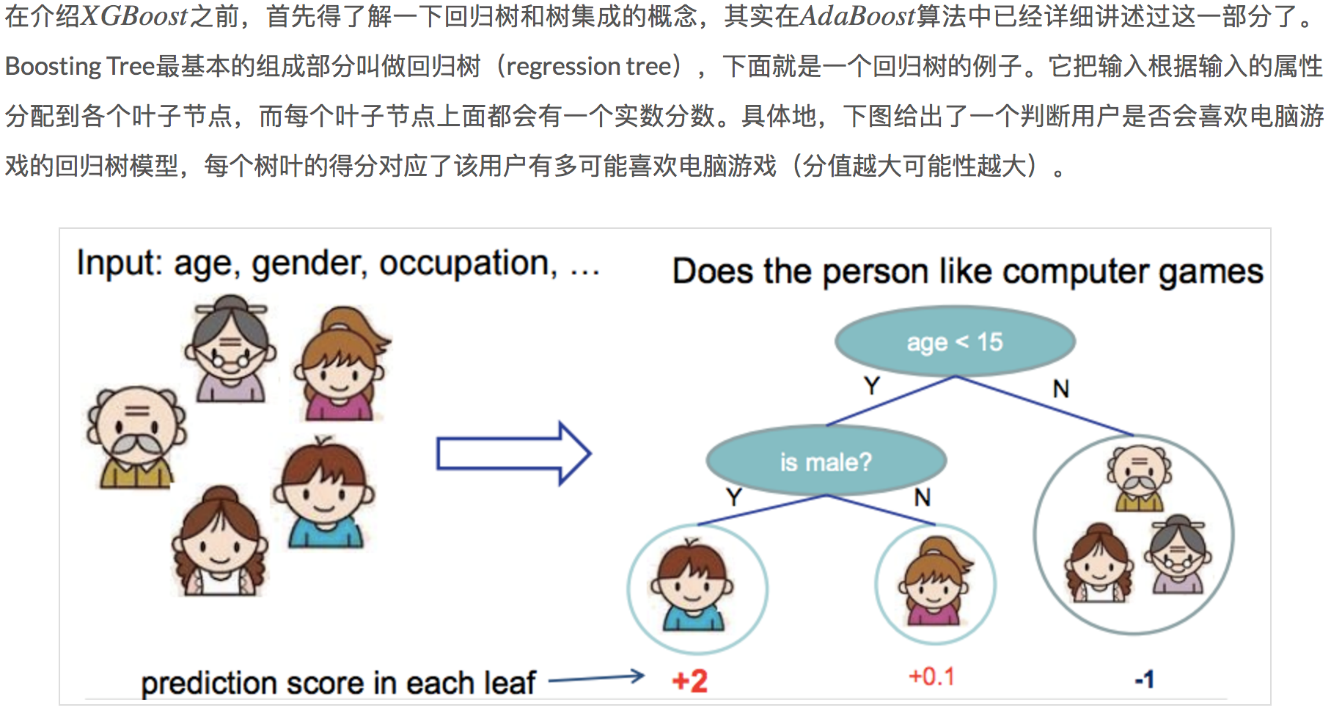 在介绍XGBoost之前，首先得了解一下回归树和树集成的概念，其实在AdaBoost算法中已经详细讲述过这一部分了。
Boosting Tree最基本的组成部分叫做回归树（regression tree），下面就是一个回归树的例子。它把输入根据输入的属性
分配到各个叶子节点，而每个叶子节点上面都会有一个实数分数。具体地，下图给出了一个判断用户是否会喜欢电脑游
戏的回归树模型，每个树叶的得分对应了该用户有多可能喜欢电脑游戏（分值越大可能性越大）。
Input: age, gender, occupation, …
Does the person like computer games
age < 15
Y
N
is male?
Y
N
prediction score in each leaf
+2
+0.1
-1